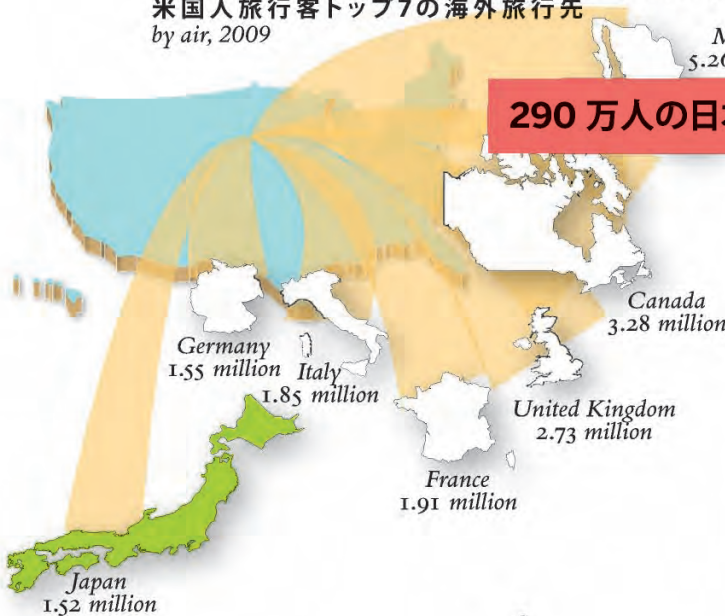 米国人旅行客トップ7の海外旅行先
by air, 2009
290 万人の日
Canada
3.28 million
Germany
1.55 million
Italy
1.85 million
United Kingdom
2.73 million
France
1.91 million
Japan
1.52 million